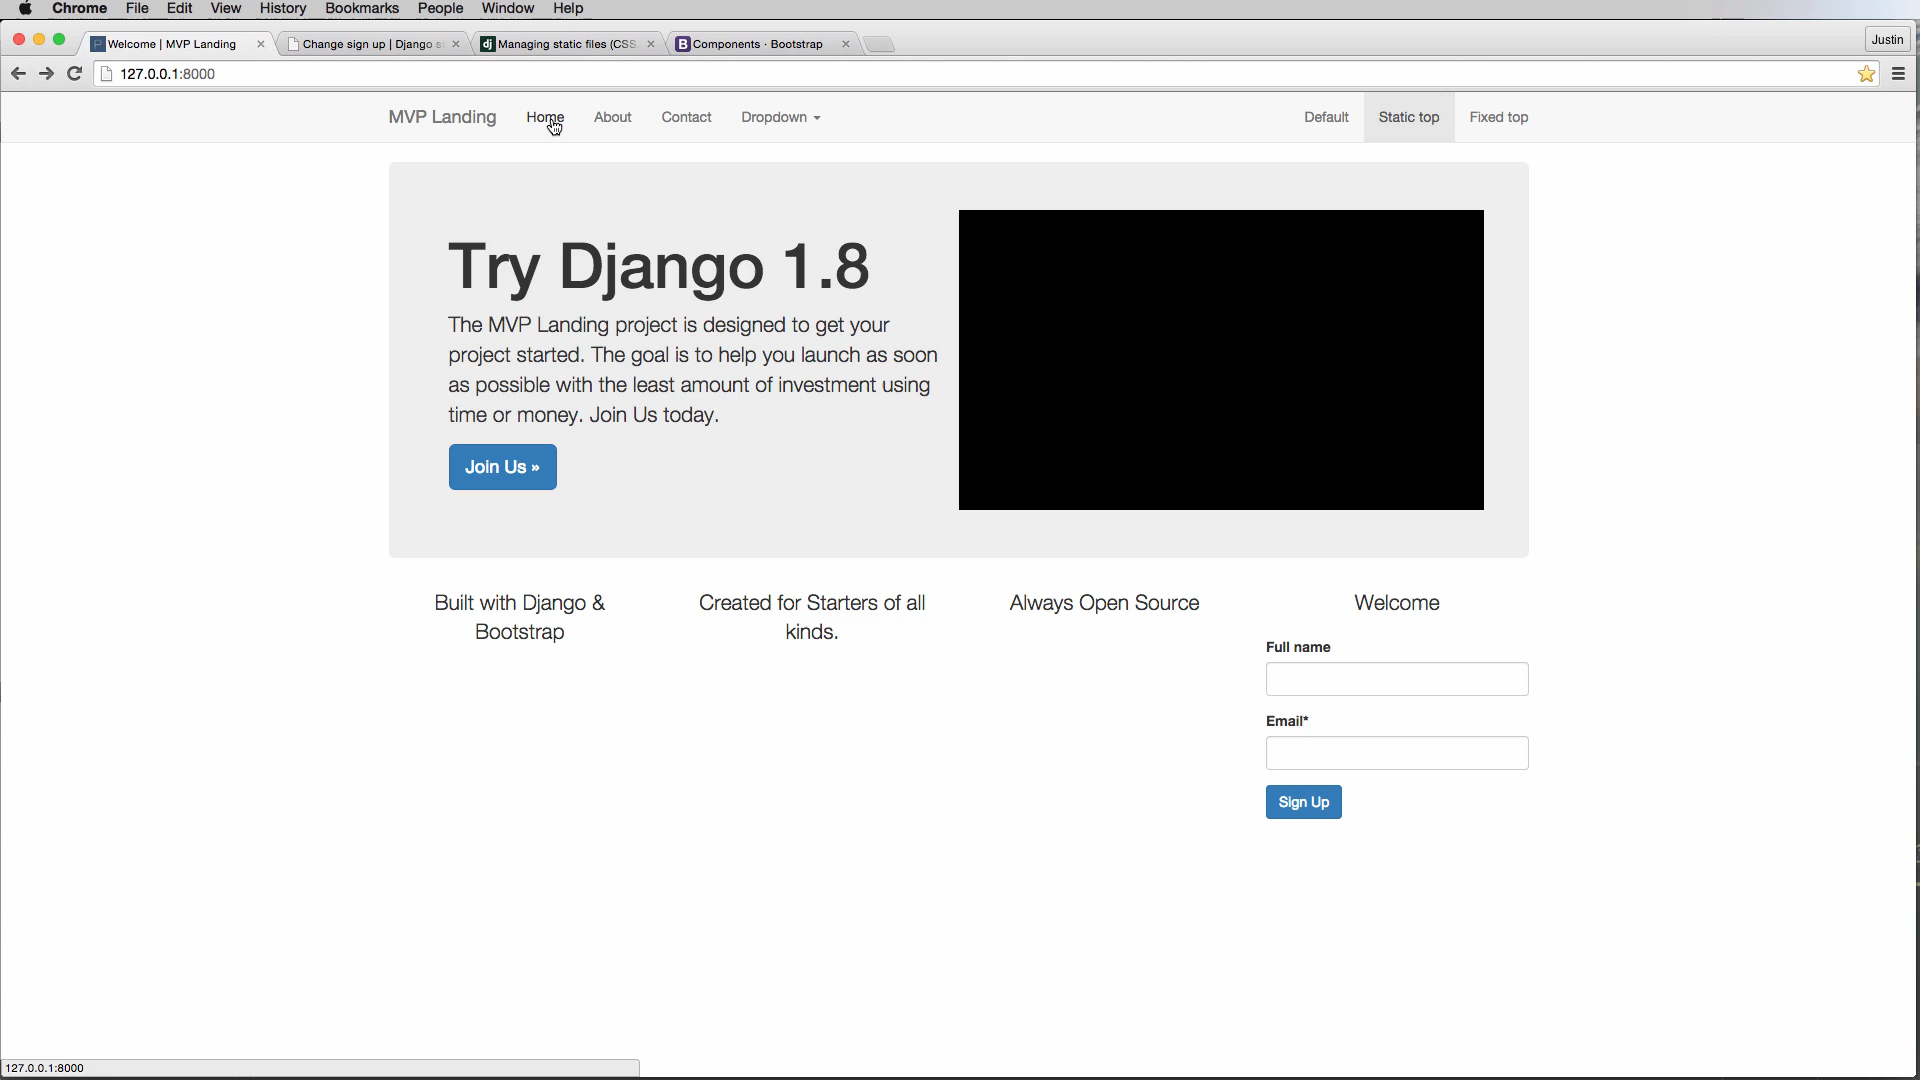 Chrome File Edit View History Bookmarks People Window Help
Welcome | MVP Landing
Change sign up | Django si
dj Managing static files (CSS,
B Components · Bootstrap
Justin
127.0.0.1:8000
MVP Landing Home About Contact Dropdown Default Static top Fixed top
Try Django 1.8
The MVP Landing project is designed to get your
project started. The goal is to help you launch as soon
as possible with the least amount of investment using
time or money. Join Us today.
Join Us »
Built with Django &
Bootstrap
Created for Starters of all
kinds.
Always Open Source
Welcome
Full name
Email*
Sign Up
127.0.0.1:8000